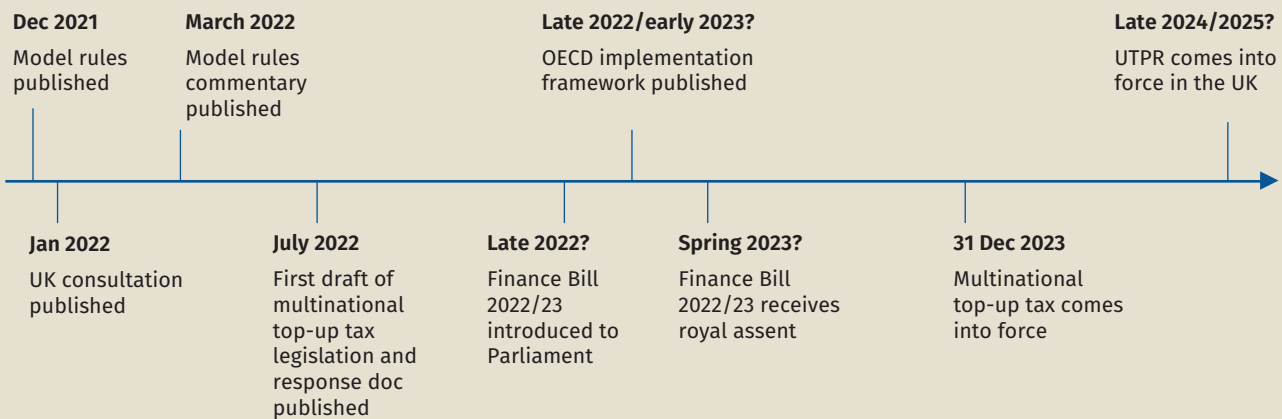 Dec 2021
Model rules
published
March 2022
Model rules
commentary
published
Late 2022/early 2023?
OECD implementation
framework published
Late 2024/2025?
UTPR comes into
force in the UK
Jan 2022
UK consultation
published
July 2022
First draft of
multinational
top-up tax
legislation and
response doc
published
Late 2022?
Finance Bill
2022/23
introduced to
Parliament
Spring 2023?
Finance Bill
2022/23 receives
royal assent
31 Dec 2023
Multinational
top-up tax comes
into force